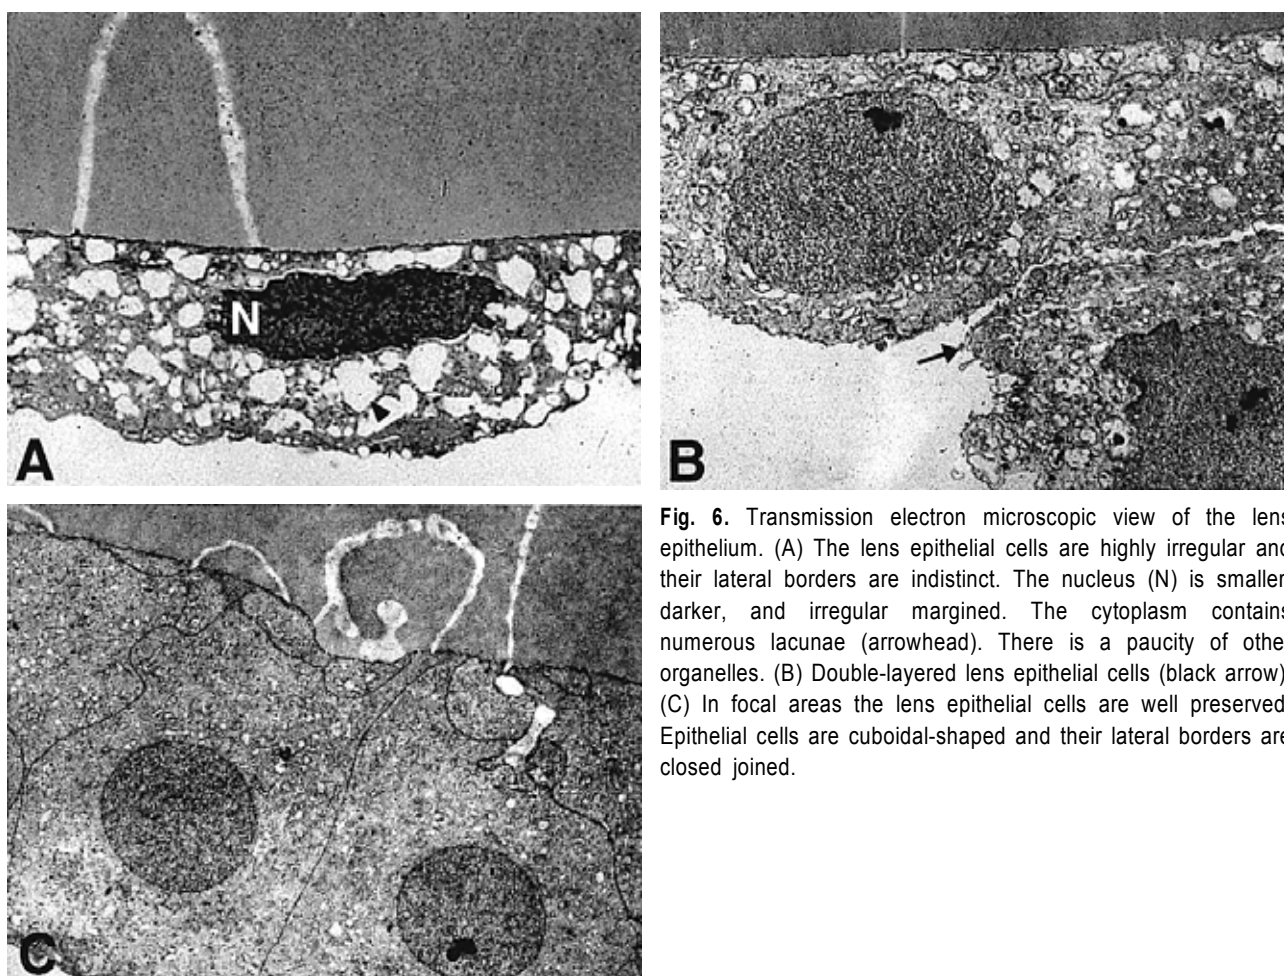 N
A
B
C
Fig. 6. Transmission electron microscopic view of the lens
epithelium. (A) The lens epithelial cells are highly irregular and
their lateral borders are indistinct. The nucleus (N) is smaller
darker, and irregular margined. The cytoplasm contains
numerous lacunae (arrowhead). There is a paucity of othe
organelles. (B) Double-layered lens epithelial cells (black arrow)
(C) In focal areas the lens epithelial cells are well preserved
Epithelial cells are cuboidal-shaped and their lateral borders are
closed joined.